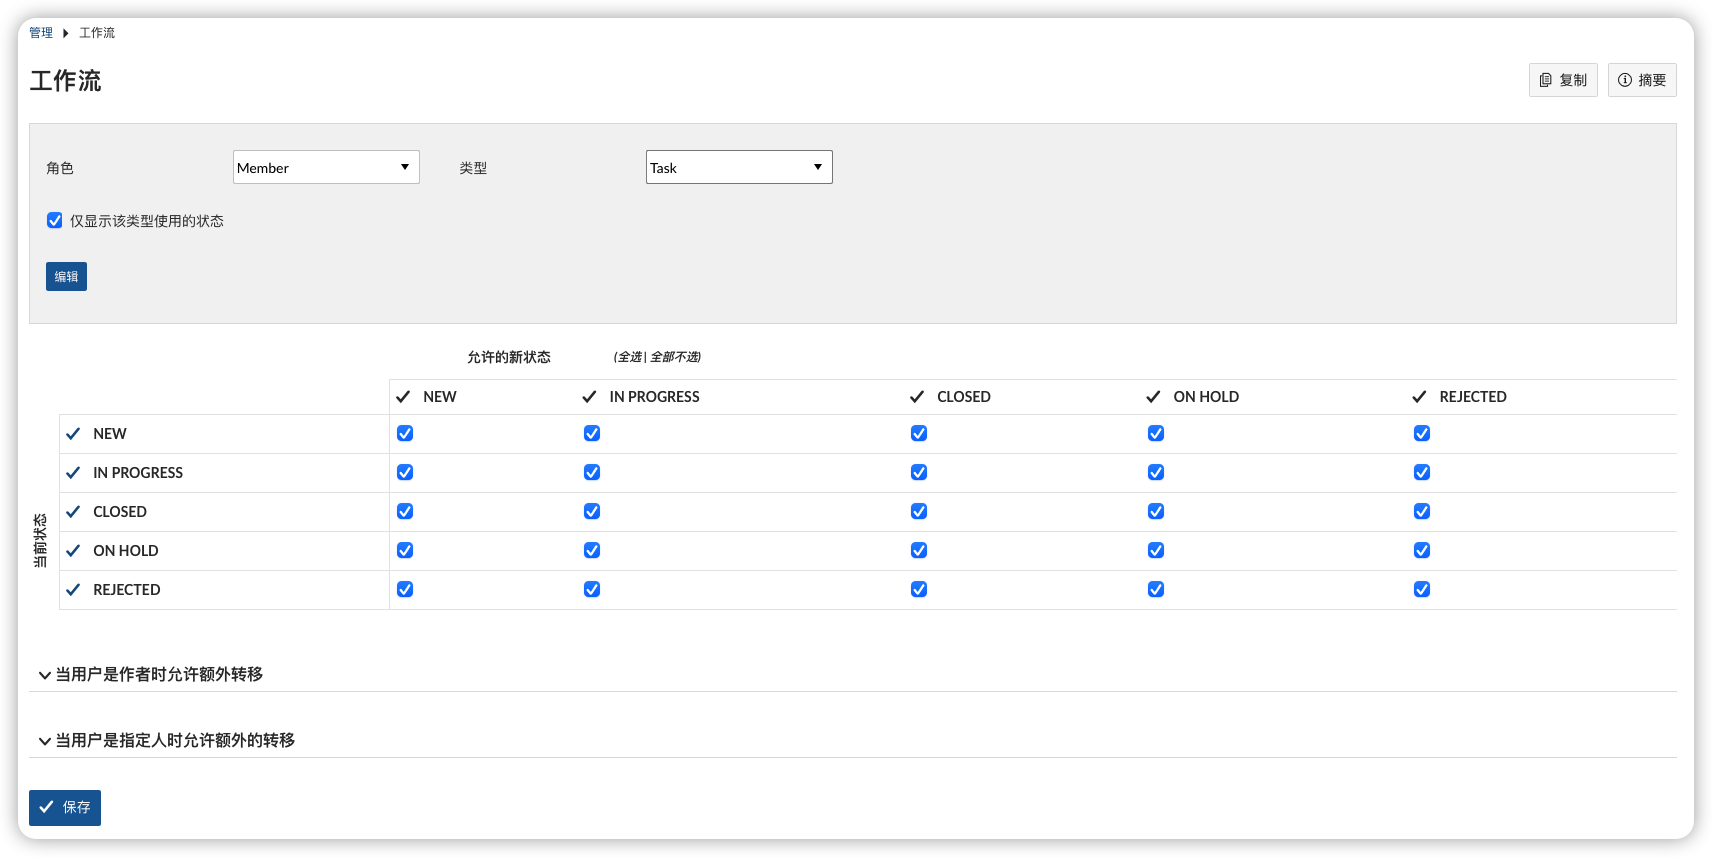 管理 工作流
工作流
复制 摘要
角色 Member 类型 Task
仅显示该类型使用的状态
编辑
允许的新状态 (全选 | 全部不选)
NEW IN PROGRESS CLOSED ON HOLD REJECTED
当前状态
NEW
IN PROGRESS
CLOSED
ON HOLD
REJECTED
当用户是作者时允许额外转移
当用户是指定人时允许额外的转移
保存